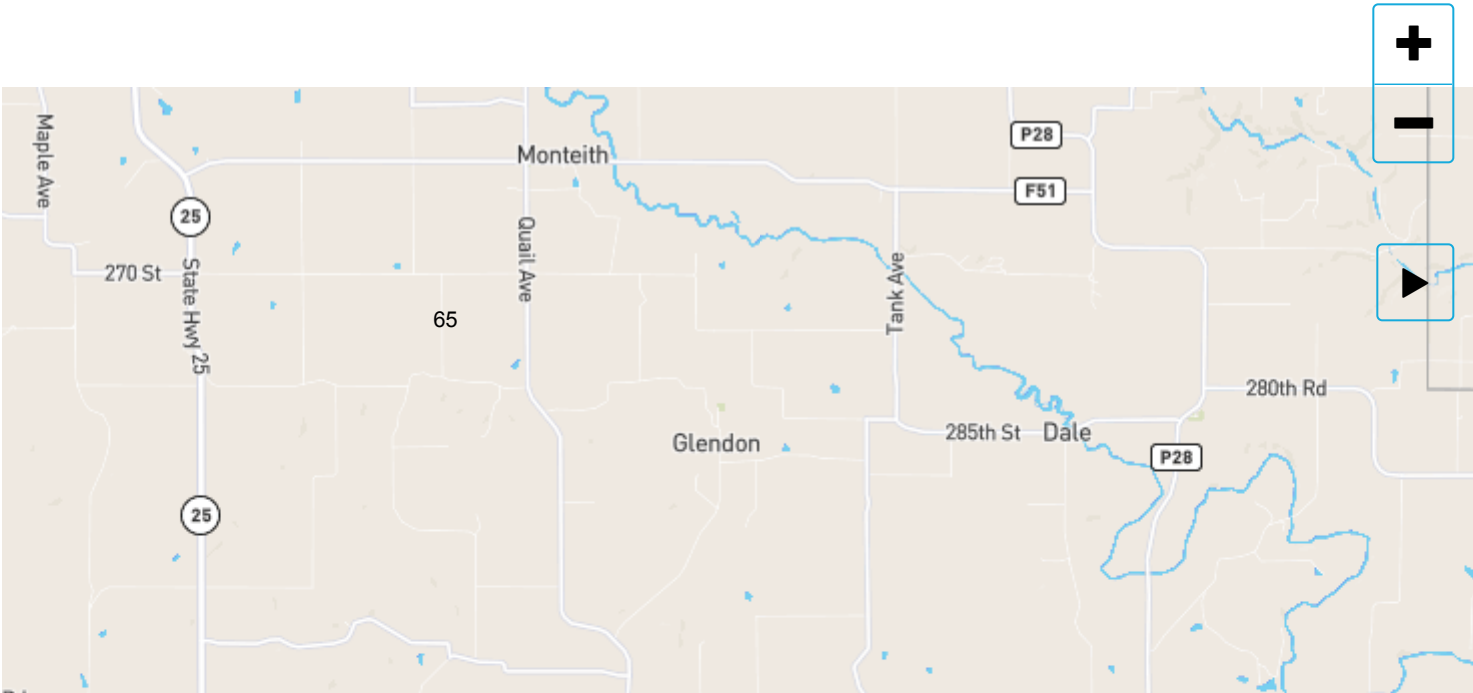 P28
Maple Ave
Monteith
F51
25
Quail Ave
270 St
State Hwy 25
Tank Ave
65
280th Rd
Glendon
285th St
Dale
P28
25